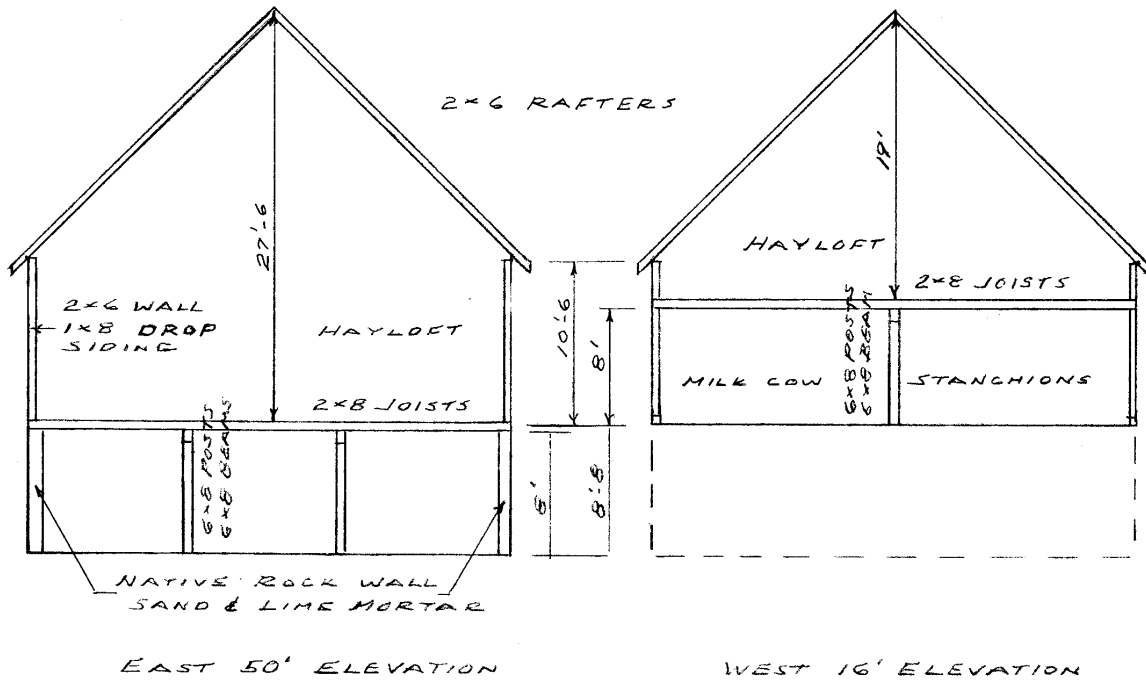 2×6 RAFTERS
27'-6
19'
HAYLOFT
2×6 WALL
1×8 DROP
SIDING
HAYLOFT
2×8 JOISTS
10'-6
8'
2×8 JOISTS
6×8 POSTS
6×8 BEAM
MILK COW
STANCHIONS
6×8 POSTS
6×8 BEAMS
8'
8'-8
NATIVE ROCK WALL
SAND & LIME MORTAR
EAST 50' ELEVATION
WEST 16' ELEVATION